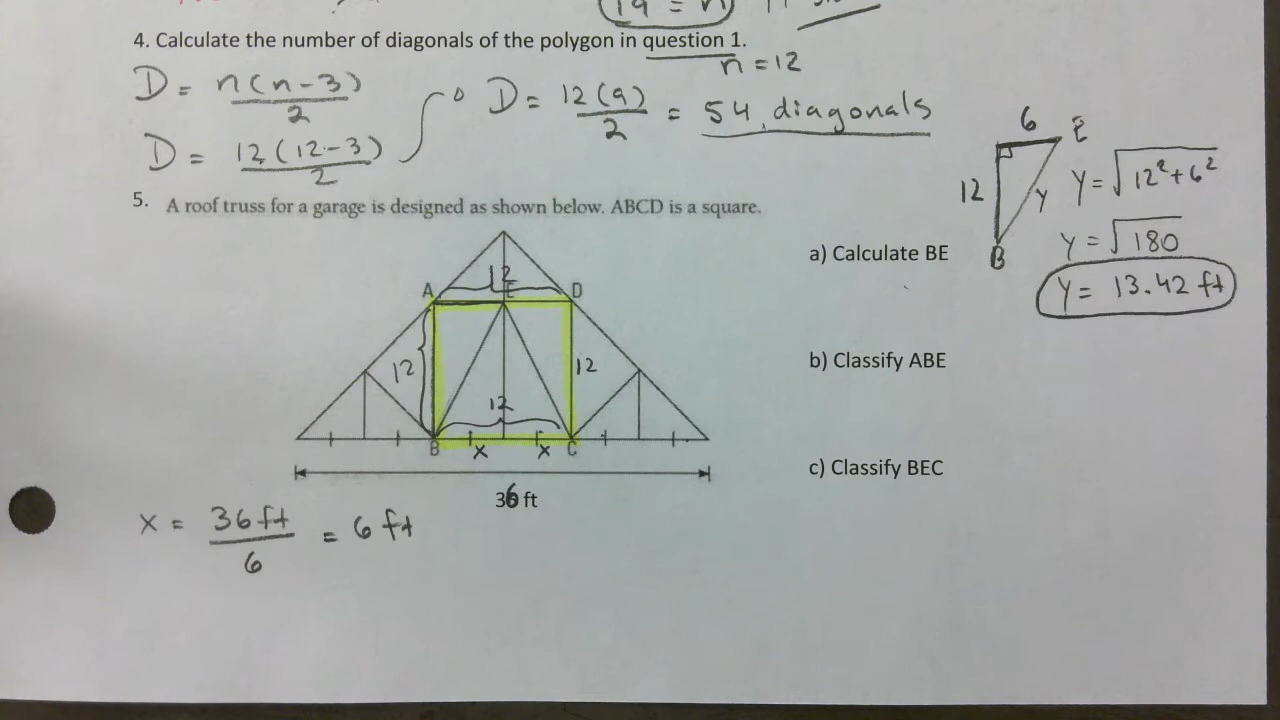 19 = n
4. Calculate the number of diagonals of the polygon in question 1.
n = 12
D = n(n-3)
2
D = 12(12-3)
2
D = 12(9) = 54 diagonals
2
6
E
12
Y
B
Y = √12² + 6²
Y = √180
Y = 13.42 ft
5. A roof truss for a garage is designed as shown below. ABCD is a square.
12
A
E
D
12
12
12
B
x
x
C
36 ft
a) Calculate BE
b) Classify ABE
c) Classify BEC
x = 36 ft = 6 ft
6